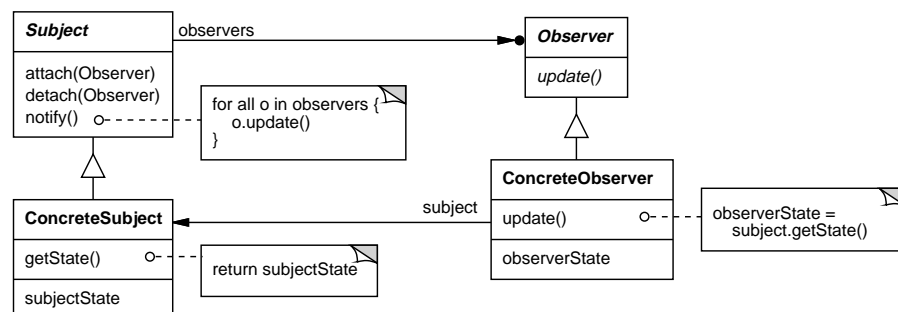 Subject
attach(Observer)
detach(Observer)
notify()
observers
Observer
update()
for all o in observers {
o.update()
}
ConcreteSubject
getState()
subjectState
return subjectState
subject
ConcreteObserver
update()
observerState
observerState =
subject.getState()